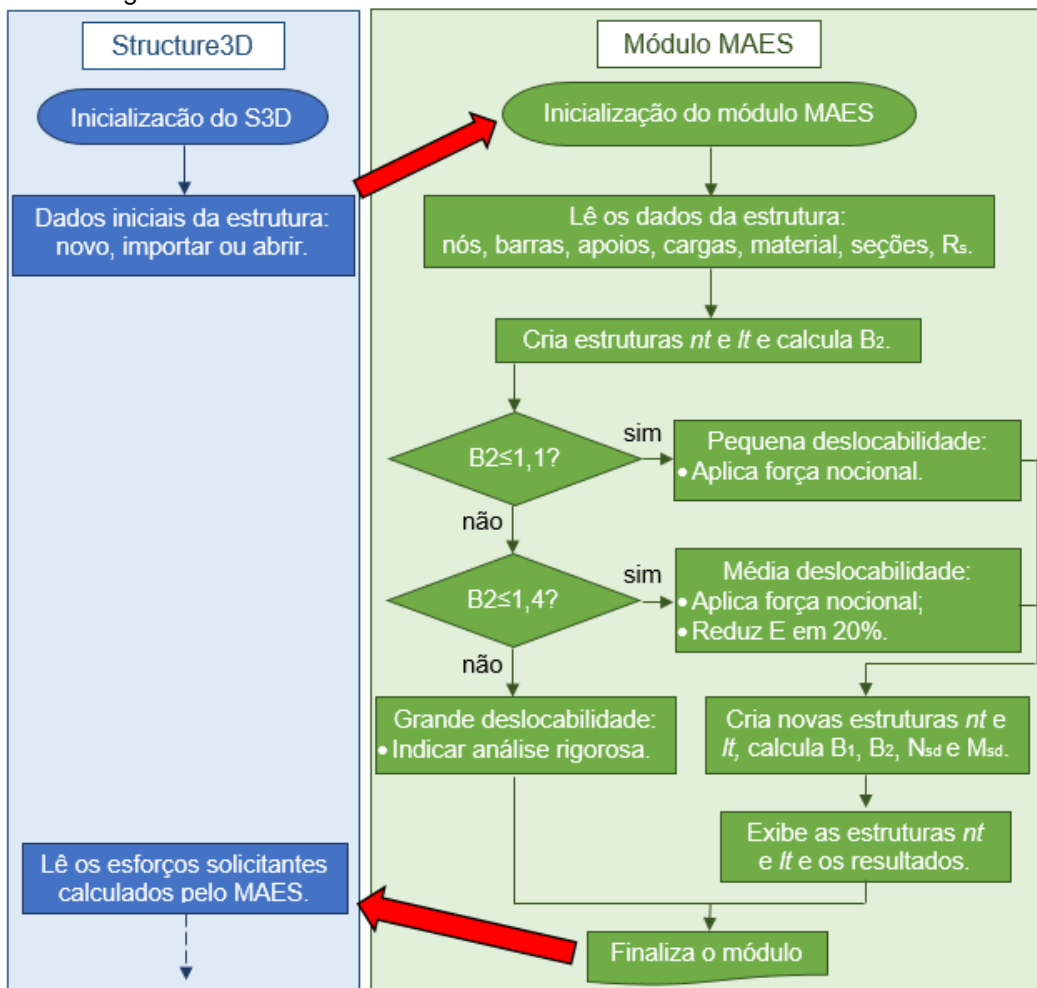 Structure3D
Inicializacão do S3D
Dados iniciais da estrutura:
novo, importar ou abrir.
Lê os esforços solicitantes
calculados pelo MAES.
Módulo MAES
Inicialização do módulo MAES
Lê os dados da estrutura:
nós, barras, apoios, cargas, material, seções, Rs.
Cria estruturas nt e lt e calcula B2.
B2≤1,1?
sim
Pequena deslocabilidade:
• Aplica força nocional.
não
B2≤1,4?
sim
Média deslocabilidade:
• Aplica força nocional;
• Reduz E em 20%.
não
Grande deslocabilidade:
• Indicar análise rigorosa.
Cria novas estruturas nt e
lt, calcula B1, B2, Nsd e Msd.
Exibe as estruturas nt
e lt e os resultados.
Finaliza o módulo